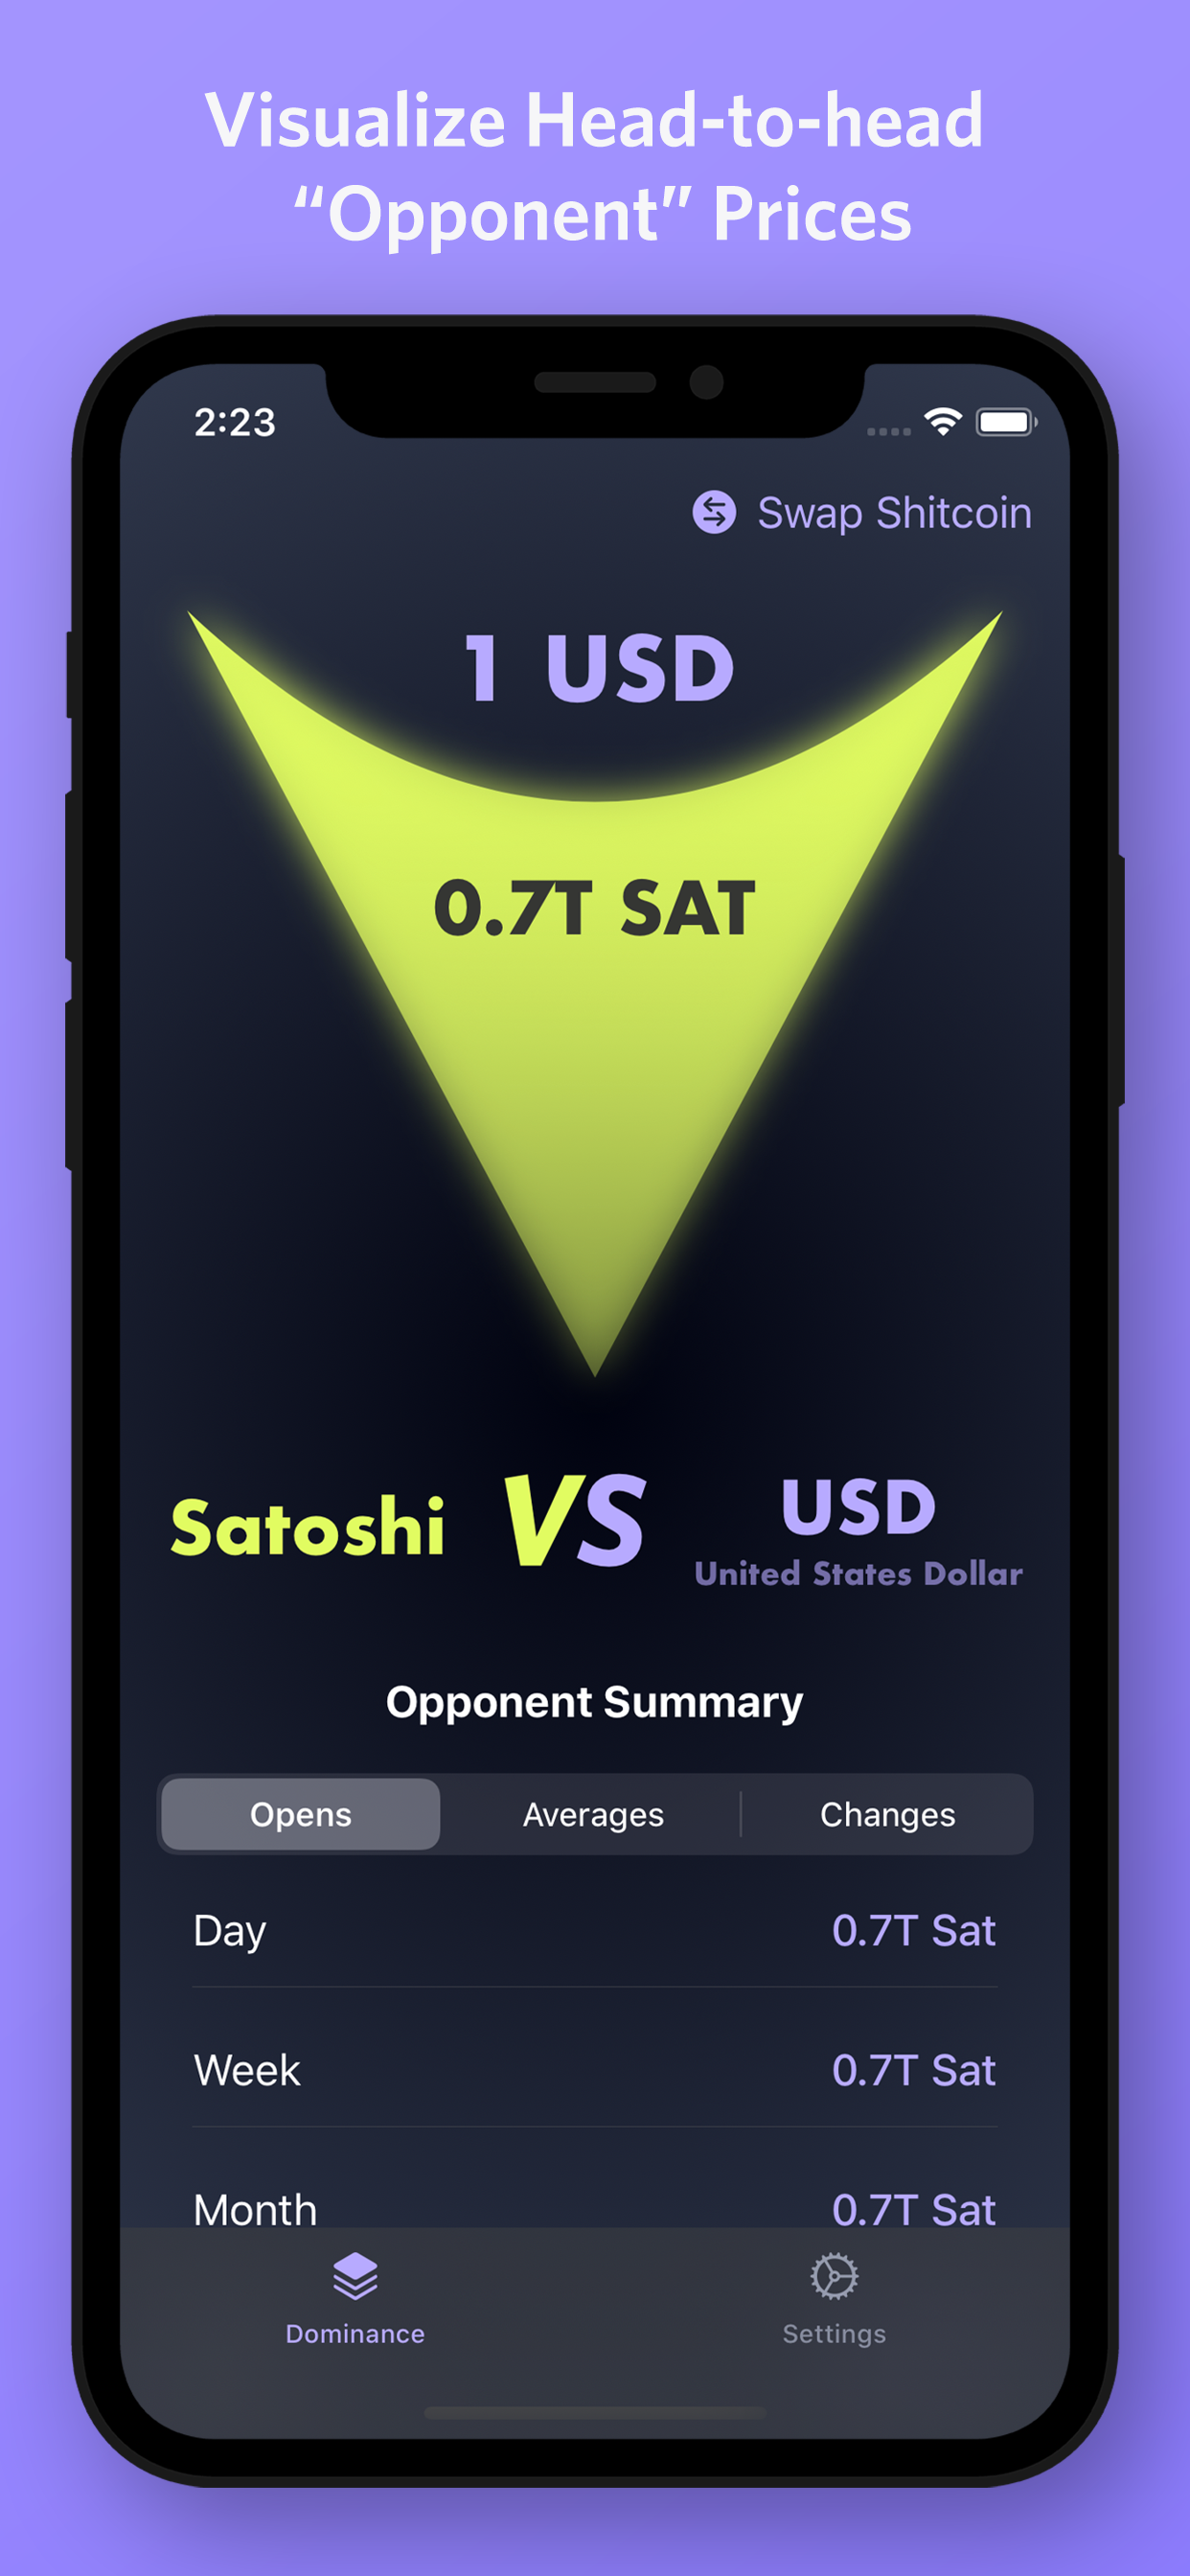 Visualize Head-to-head
“Opponent” Prices
2:23
Swap Shitcoin
1 USD
0.7T SAT
Satoshi VS USD
United States Dollar
Opponent Summary
Opens Averages Changes
Day 0.7T Sat
Week 0.7T Sat
Month 0.7T Sat
Dominance Settings